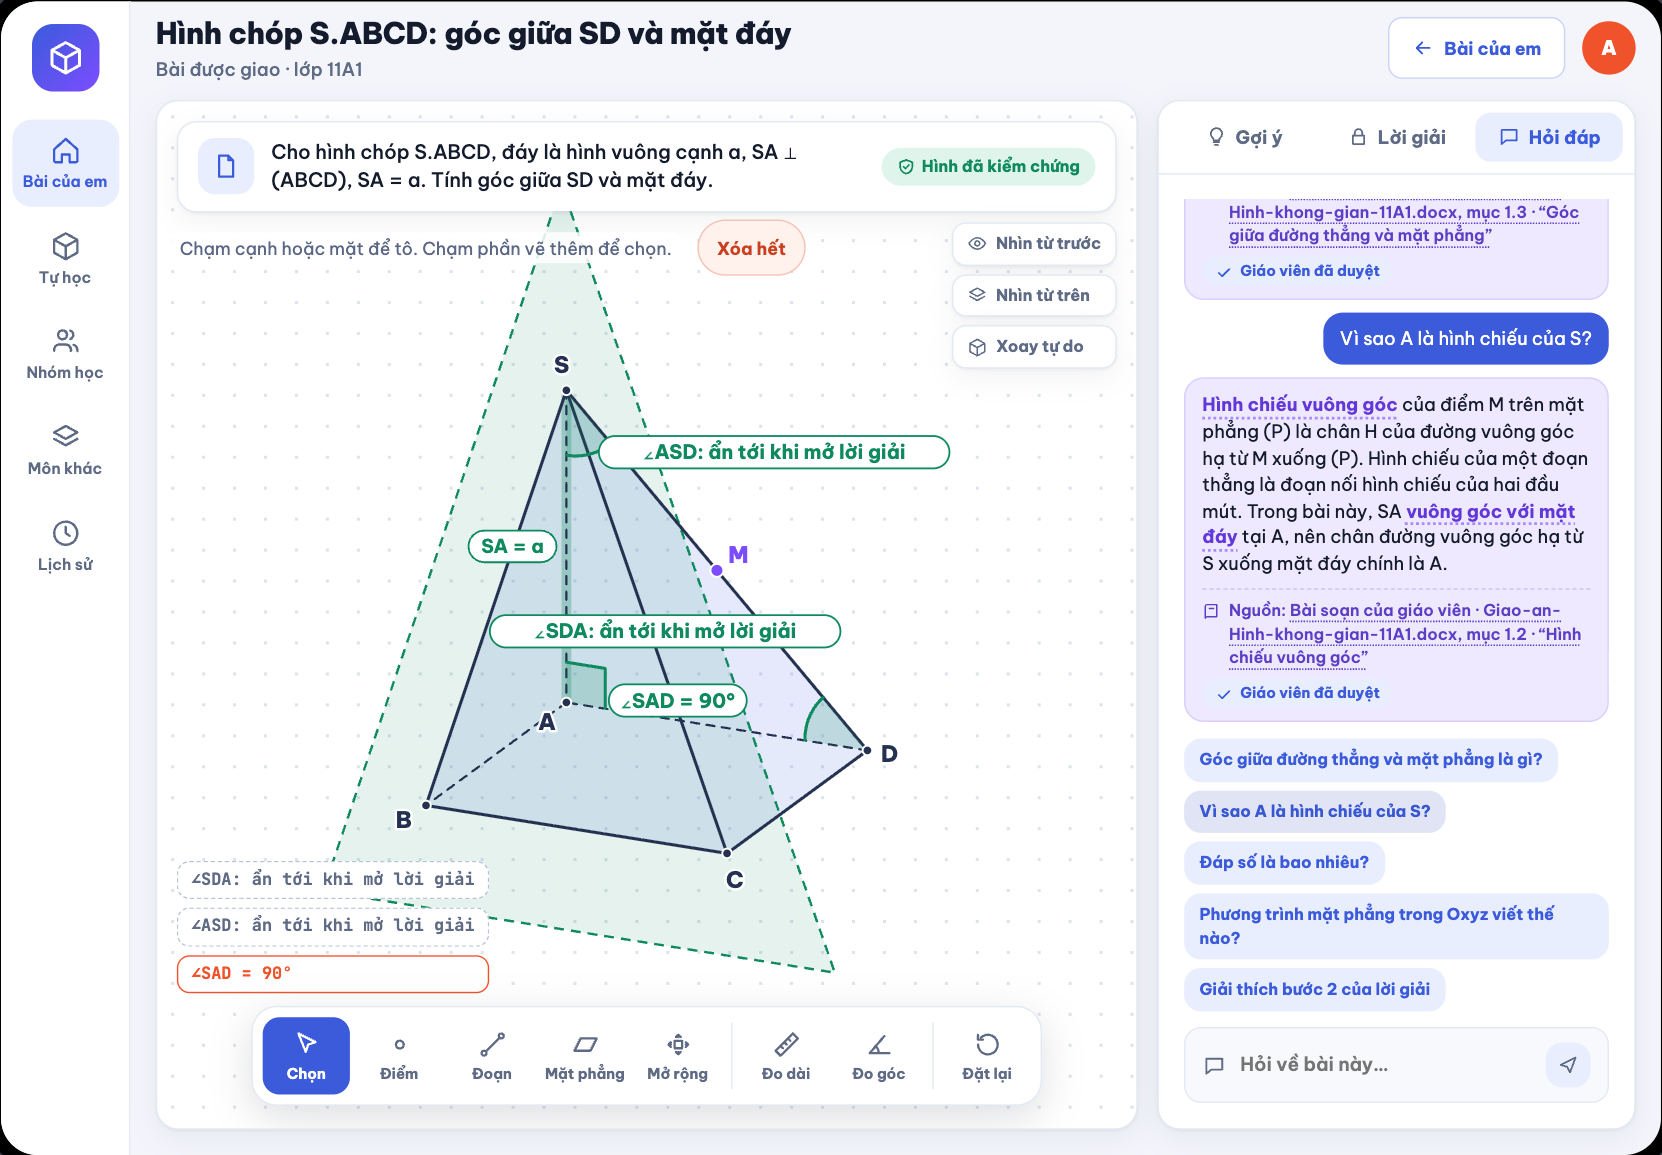 Hình chóp S.ABCD: góc giữa SD và mặt đáy
Bài được giao · lớp 11A1
Bài của em
A
Bài của em
Tự học
Nhóm học
Môn khác
Lịch sử
Cho hình chóp S.ABCD, đáy là hình vuông cạnh a, SA ⊥
(ABCD), SA = a. Tính góc giữa SD và mặt đáy.
Hình đã kiểm chứng
Chạm cạnh hoặc mặt để tô. Chạm phần vẽ thêm để chọn.
Xóa hết
Nhìn từ trước
Nhìn từ trên
Xoay tự do
S
∠ASD: ẩn tới khi mở lời giải
SA = a
M
∠SDA: ẩn tới khi mở lời giải
∠SAD = 90°
A
D
B
C
∠SDA: ẩn tới khi mở lời giải
∠ASD: ẩn tới khi mở lời giải
∠SAD = 90°
Chọn
Điểm
Đoạn
Mặt phẳng
Mở rộng
Đo dài
Đo góc
Đặt lại
Gợi ý
Lời giải
Hỏi đáp
Hinh-khong-gian-11A1.docx, mục 1.3 · “Góc
giữa đường thẳng và mặt phẳng”
Giáo viên đã duyệt
Vì sao A là hình chiếu của S?
Hình chiếu vuông góc của điểm M trên mặt
phẳng (P) là chân H của đường vuông góc
hạ từ M xuống (P). Hình chiếu của một đoạn
thẳng là đoạn nối hình chiếu của hai đầu
mút. Trong bài này, SA vuông góc với mặt
đáy tại A, nên chân đường vuông góc hạ từ
S xuống mặt đáy chính là A.
Nguồn: Bài soạn của giáo viên · Giao-an-
Hinh-khong-gian-11A1.docx, mục 1.2 · “Hình
chiếu vuông góc”
Giáo viên đã duyệt
Góc giữa đường thẳng và mặt phẳng là gì?
Vì sao A là hình chiếu của S?
Đáp số là bao nhiêu?
Phương trình mặt phẳng trong Oxyz viết thế
nào?
Giải thích bước 2 của lời giải
Hỏi về bài này...